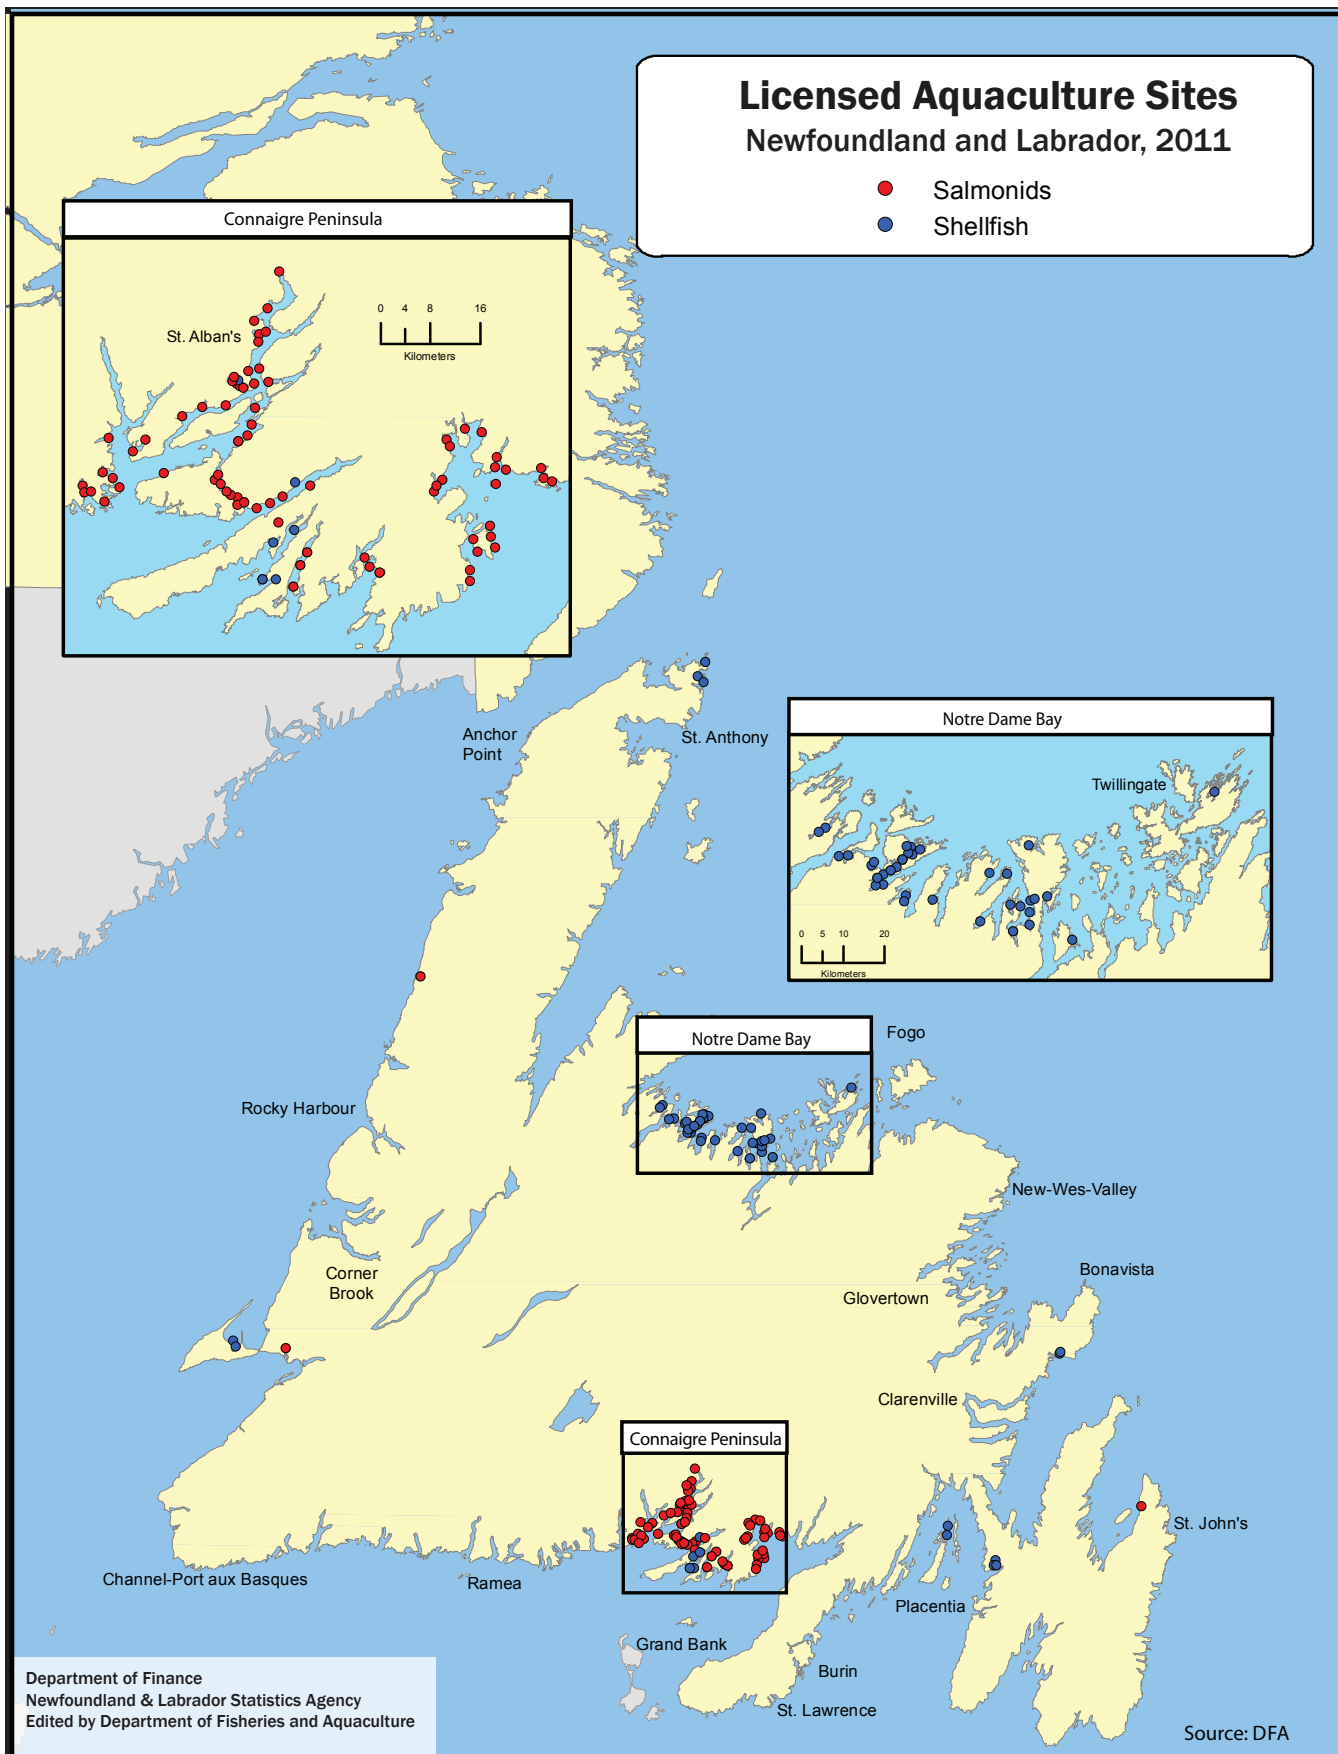 Licensed Aquaculture Sites
Newfoundland and Labrador, 2011
Salmonids
Shellfish
Connaigre Peninsula
St. Alban's
0 4 8 16
Kilometers
Anchor
Point
St. Anthony
Notre Dame Bay
Twillingate
0 5 10 20
Kilometers
Notre Dame Bay
Fogo
Rocky Harbour
New-Wes-Valley
Corner
Brook
Bonavista
Glovertown
Clarenville
Connaigre Peninsula
St. John's
Channel-Port aux Basques
Ramea
Placentia
Grand Bank
Burin
St. Lawrence
Department of Finance
Newfoundland & Labrador Statistics Agency
Edited by Department of Fisheries and Aquaculture
Source: DFA